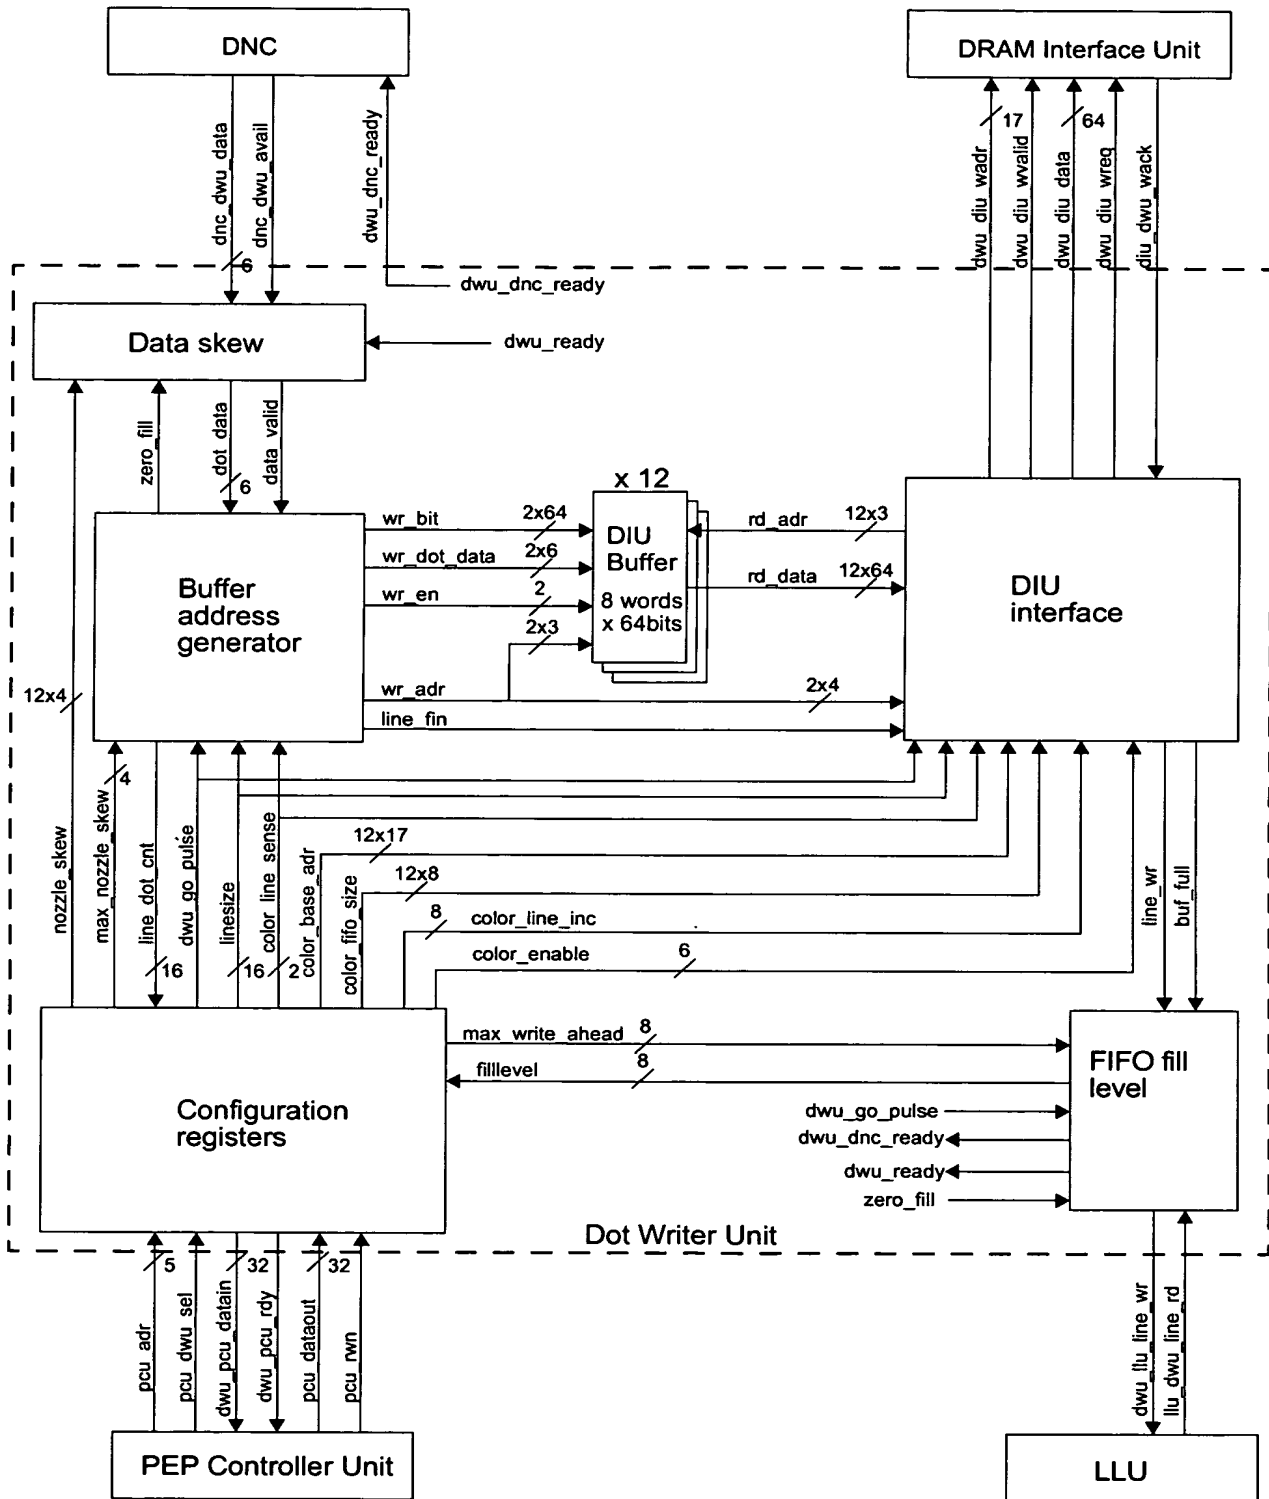 DNC
DRAM Interface Unit
dnc_dwu_data
dnc_dwu_avail
dwu_dnc_ready
6
17
64
dwu_diu_wadr
dwu_diu_wvalid
dwu_diu_data
dwu_diu_wreq
diu_dwu_wack
dwu_dnc_ready
Data skew
dwu_ready
zero_fill
dot_data
data_valid
6
x 12
Buffer
address
generator
wr_bit
2x64
wr_dot_data
2x6
wr_en
2
2x3
wr_adr
2x4
line_fin
DIU
Buffer
8 words
x 64bits
rd_adr
12x3
rd_data
12x64
DIU
interface
12x4
4
nozzle_skew
max_nozzle_skew
line_dot_cnt
16
dwu_go_pulse
linesize
16
color_line_sense
2
color_base_adr
12x17
color_fifo_size
12x8
8
color_line_inc
color_enable
6
line_wr
buf_full
Configuration
registers
max_write_ahead
8
filllevel
8
dwu_go_pulse
dwu_dnc_ready
dwu_ready
zero_fill
FIFO fill
level
Dot Writer Unit
5
32
32
pcu_adr
pcu_dwu_sel
dwu_pcu_datain
dwu_pcu_rdy
pcu_dataout
pcu_rwn
dwu_llu_line_wr
llu_dwu_line_rd
PEP Controller Unit
LLU